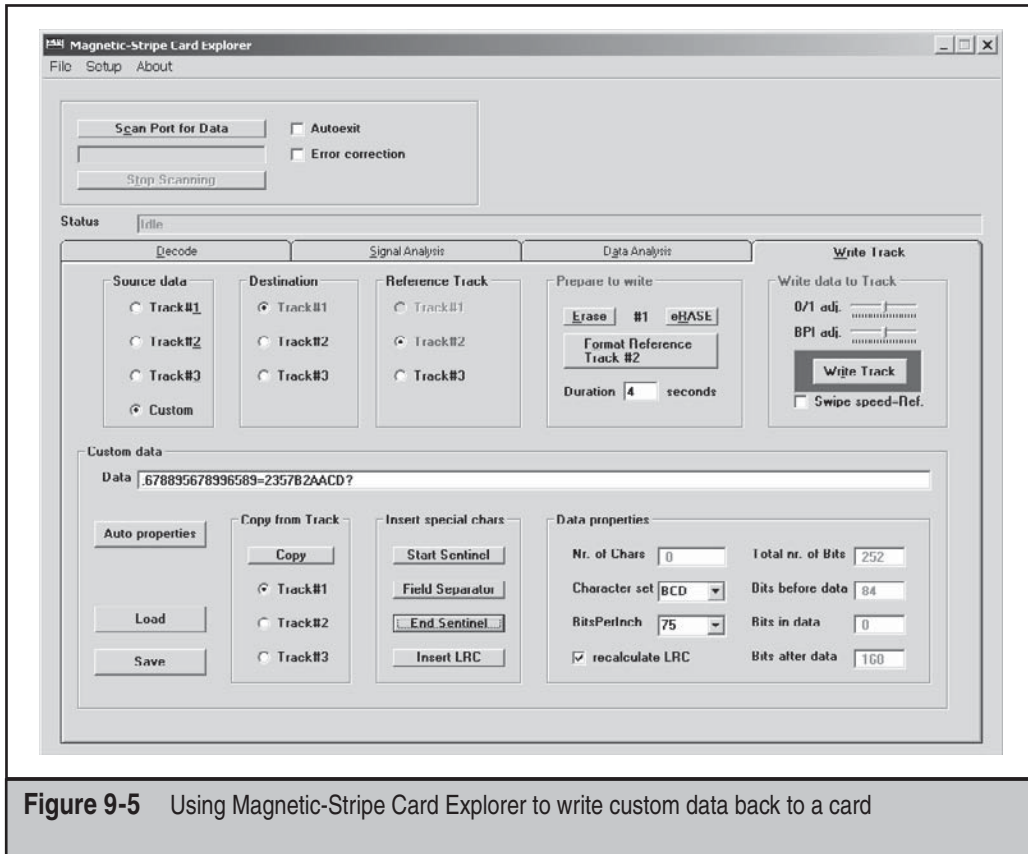 Magnetic-Stripe Card Explorer
File Setup About
Scan Port for Data
Autoexit
Error correction
Stop Scanning
Status Idle
Decode Signal Analysis Data Analysis Write Track
Source data
Track#1
Track#2
Track#3
Custom
Destination
Track#1
Track#2
Track#3
Reference Track
Track#1
Track#2
Track#3
Prepare to write
Erase #1 eRASE
Format Reference
Track #2
Duration 4 seconds
Write data to Track
0/1 adj.
BPI adj.
Write Track
Swipe speed-Ref.
Custom data
Data .678895678996589=2357B2AACD?
Auto properties
Load
Save
Copy from Track
Copy
Track#1
Track#2
Track#3
Insert special chars
Start Sentinel
Field Separator
End Sentinel
Insert LRC
Data properties
Nr. of Chars 0 Total nr. of Bits 252
Character set BCD Bits before data 84
BitsPerInch 75 Bits in data 0
recalculate LRC Bits after data 160
Figure 9-5 Using Magnetic-Stripe Card Explorer to write custom data back to a card